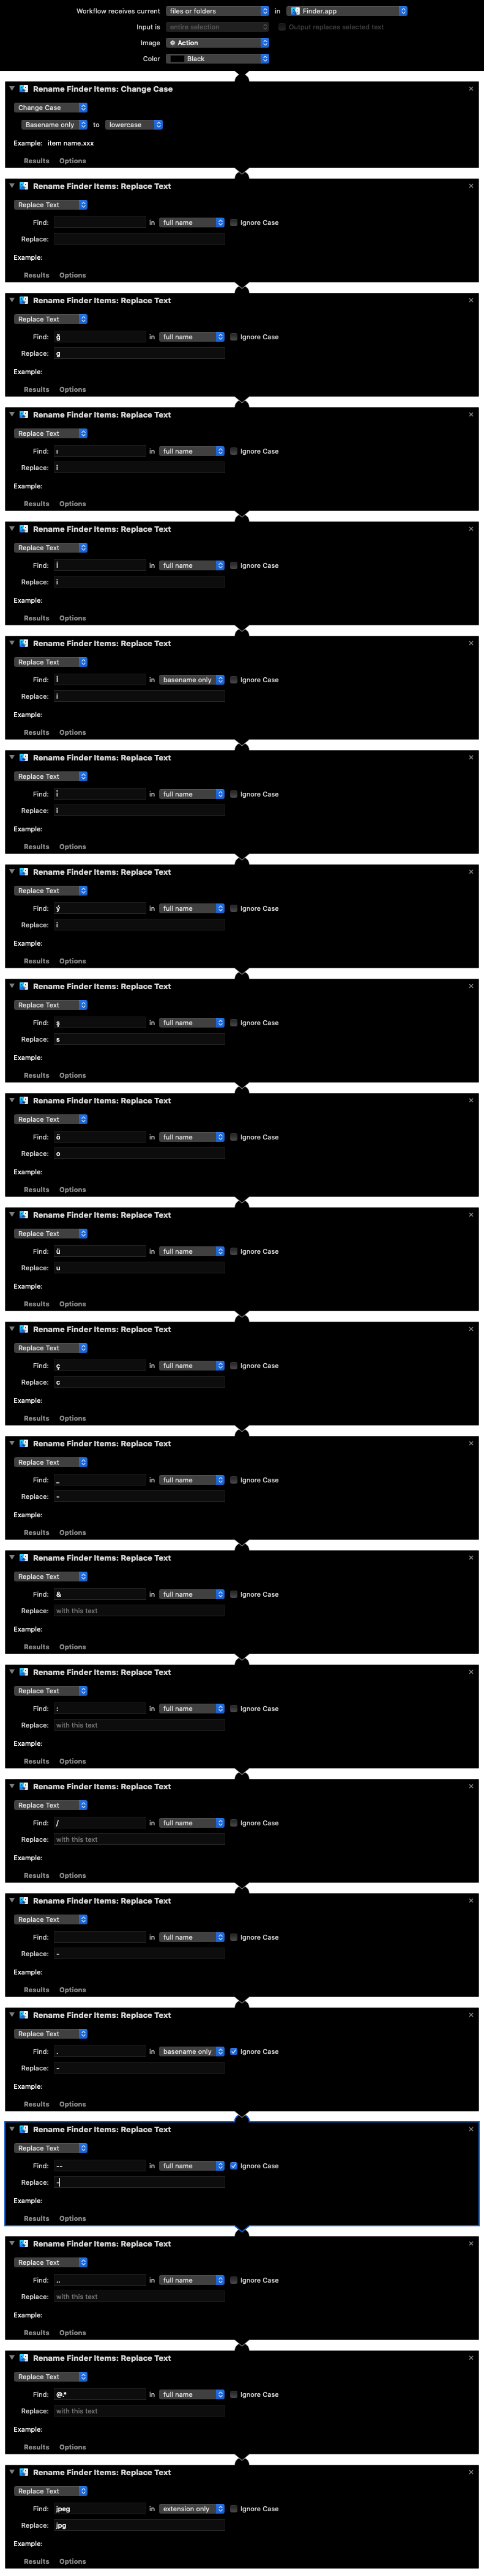 Workflow receives current files or folders in Finder.app
Input is entire selection Output replaces selected text
Image Action
Color Black
Rename Finder Items: Change Case
Change Case
Basename only to lowercase
Example: item name.xxx
Results Options
Rename Finder Items: Replace Text
Replace Text
Find: in full name Ignore Case
Replace:
Example:
Results Options
Rename Finder Items: Replace Text
Replace Text
Find: ğ in full name Ignore Case
Replace: g
Example:
Results Options
Rename Finder Items: Replace Text
Replace Text
Find: ı in full name Ignore Case
Replace: i
Example:
Results Options
Rename Finder Items: Replace Text
Replace Text
Find: İ in full name Ignore Case
Replace: i
Example:
Results Options
Rename Finder Items: Replace Text
Replace Text
Find: İ in basename only Ignore Case
Replace: i
Example:
Results Options
Rename Finder Items: Replace Text
Replace Text
Find: in full name Ignore Case
Replace: i
Example:
Results Options
Rename Finder Items: Replace Text
Replace Text
Find: ý in full name Ignore Case
Replace: i
Example:
Results Options
Rename Finder Items: Replace Text
Replace Text
Find: ş in full name Ignore Case
Replace: s
Example:
Results Options
Rename Finder Items: Replace Text
Replace Text
Find: ö in full name Ignore Case
Replace: o
Example:
Results Options
Rename Finder Items: Replace Text
Replace Text
Find: ü in full name Ignore Case
Replace: u
Example:
Results Options
Rename Finder Items: Replace Text
Replace Text
Find: ç in full name Ignore Case
Replace: c
Example:
Results Options
Rename Finder Items: Replace Text
Replace Text
Find: _ in full name Ignore Case
Replace: -
Example:
Results Options
Rename Finder Items: Replace Text
Replace Text
Find: & in full name Ignore Case
Replace: with this text
Example:
Results Options
Rename Finder Items: Replace Text
Replace Text
Find: : in full name Ignore Case
Replace: with this text
Example:
Results Options
Rename Finder Items: Replace Text
Replace Text
Find: / in full name Ignore Case
Replace: with this text
Example:
Results Options
Rename Finder Items: Replace Text
Replace Text
Find: in full name Ignore Case
Replace: -
Example:
Results Options
Rename Finder Items: Replace Text
Replace Text
Find: . in basename only Ignore Case
Replace: -
Example:
Results Options
Rename Finder Items: Replace Text
Replace Text
Find: -- in full name Ignore Case
Replace: -
Example:
Results Options
Rename Finder Items: Replace Text
Replace Text
Find: .. in full name Ignore Case
Replace: with this text
Example:
Results Options
Rename Finder Items: Replace Text
Replace Text
Find: @.* in full name Ignore Case
Replace: with this text
Example:
Results Options
Rename Finder Items: Replace Text
Replace Text
Find: jpeg in extension only Ignore Case
Replace: jpg
Example:
Results Options